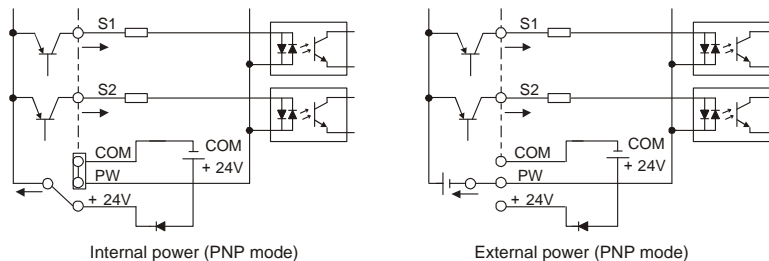 S1
S2
COM
COM
+ 24V
PW
+ 24V
Internal power (PNP mode)
S1
S2
COM
COM
+ 24V
PW
+ 24V
External power (PNP mode)